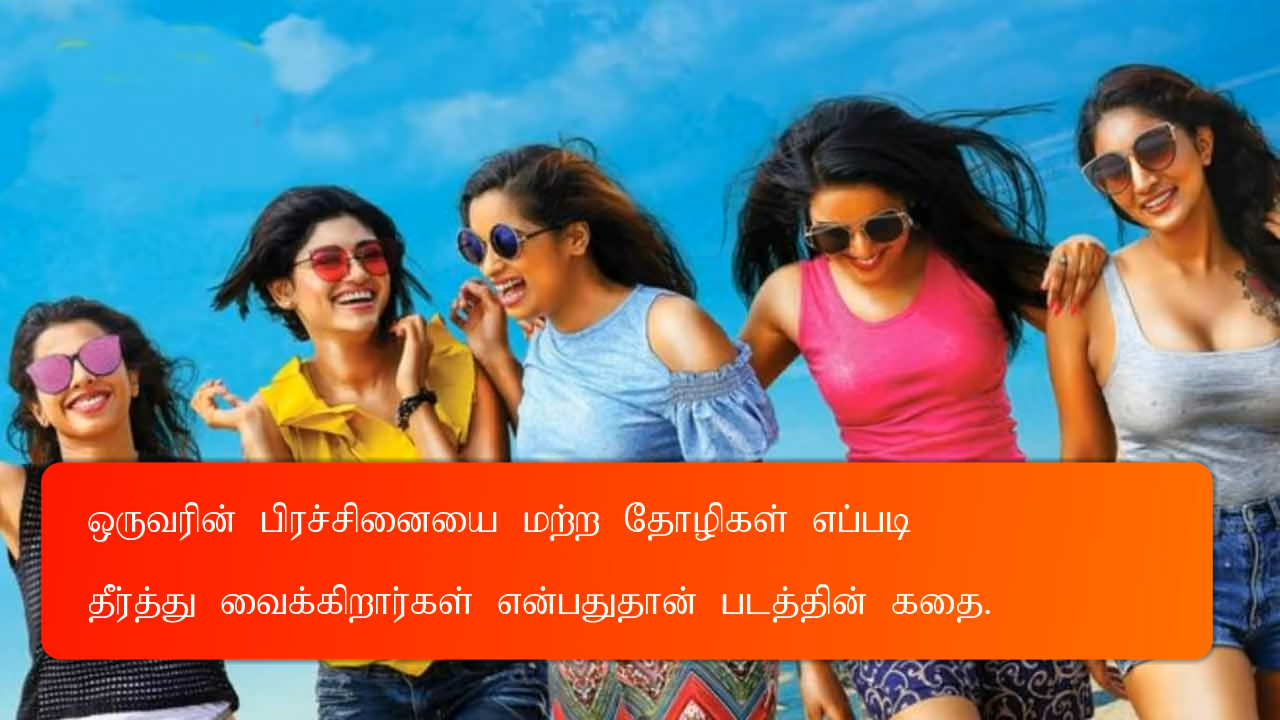 ஒருவரின் பிரச்சினையை மற்ற தோழிகள் எப்படி
தீர்த்து வைக்கிறார்கள் என்பதுதான் படத்தின் கதை.